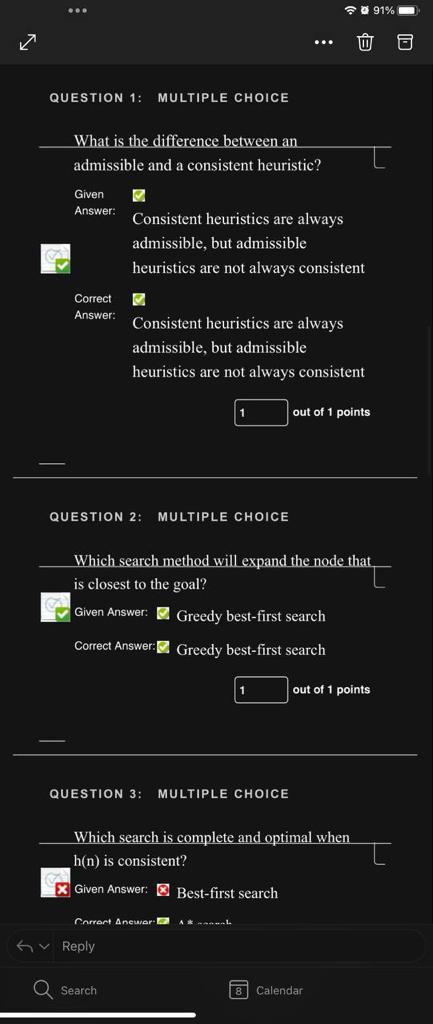 91%
QUESTION 1: MULTIPLE CHOICE
What is the difference between an
admissible and a consistent heuristic?
Given
Answer:
Consistent heuristics are always
admissible, but admissible
heuristics are not always consistent
Correct
Answer:
Consistent heuristics are always
admissible, but admissible
heuristics are not always consistent
1 out of 1 points
QUESTION 2: MULTIPLE CHOICE
Which search method will expand the node that
is closest to the goal?
Given Answer: Greedy best-first search
Correct Answer: Greedy best-first search
1 out of 1 points
QUESTION 3: MULTIPLE CHOICE
Which search is complete and optimal when
h(n) is consistent?
Given Answer: Best-first search
Correct Answer: A* search
Reply
Search
8 Calendar